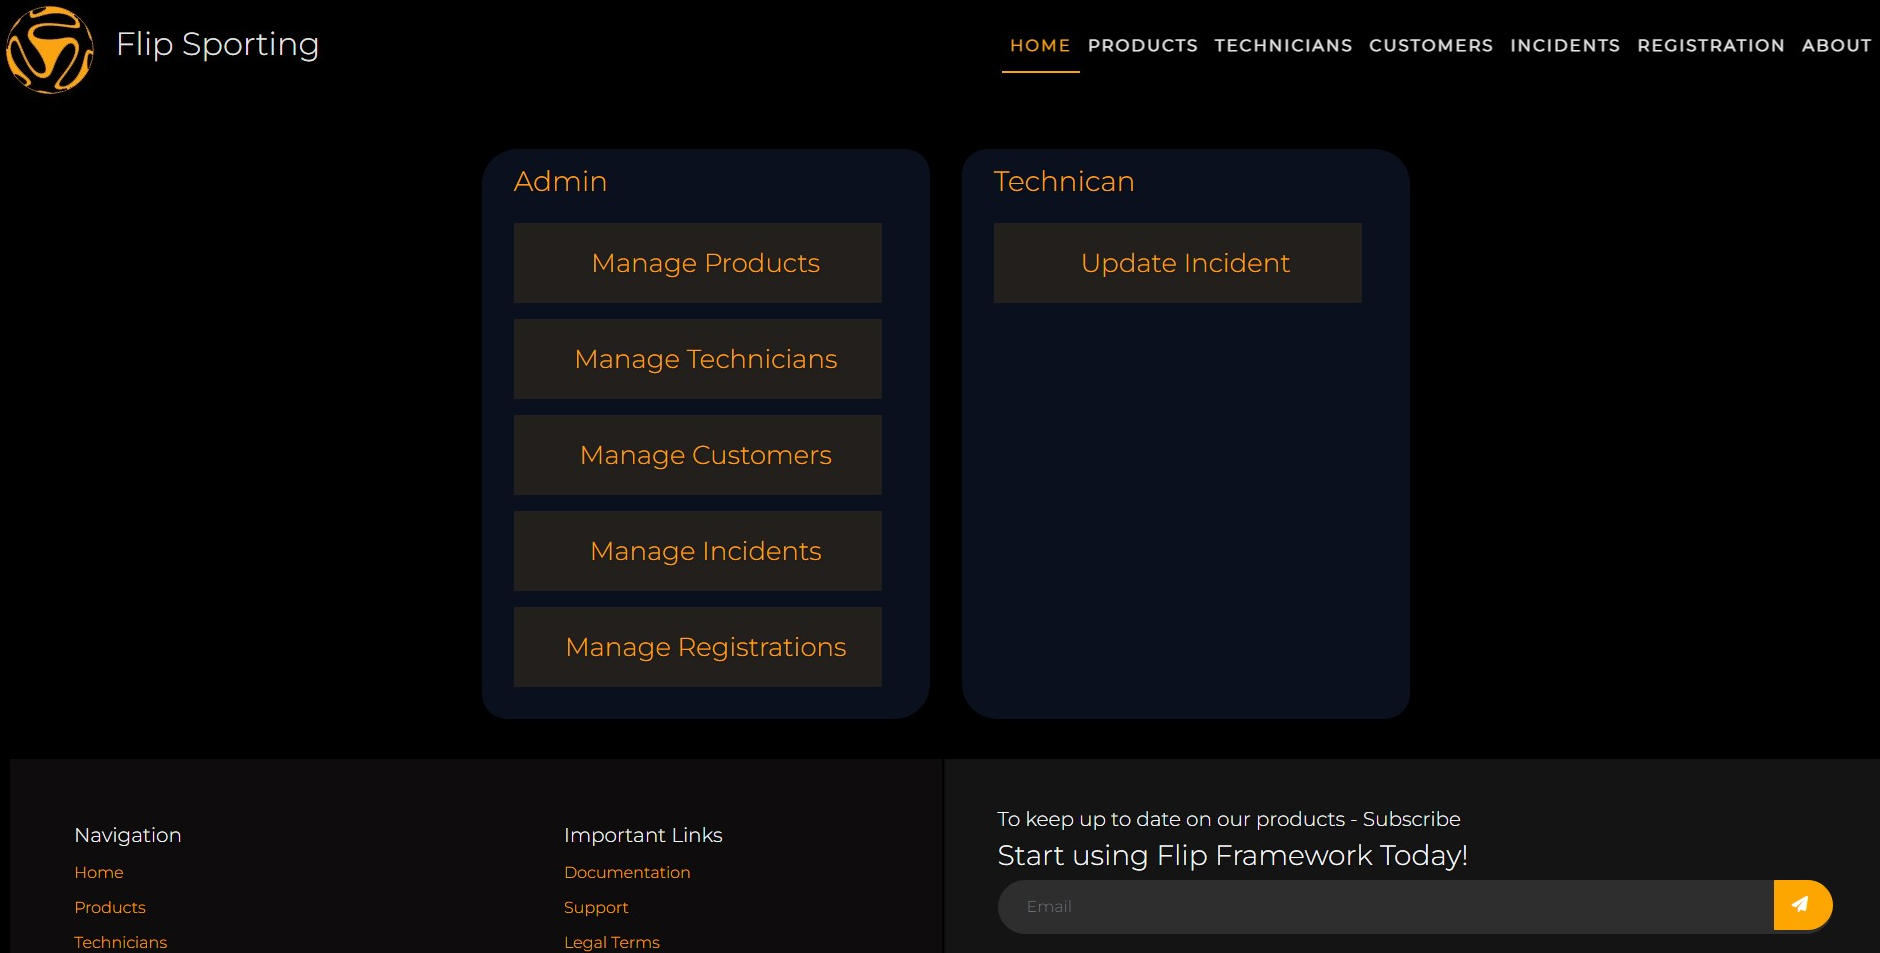 Flip Sporting
HOME PRODUCTS TECHNICIANS CUSTOMERS INCIDENTS REGISTRATION ABOUT
Admin
Manage Products
Manage Technicians
Manage Customers
Manage Incidents
Manage Registrations
Technican
Update Incident
Navigation
Home
Products
Technicians
Important Links
Documentation
Support
Legal Terms
To keep up to date on our products - Subscribe
Start using Flip Framework Today!
Email